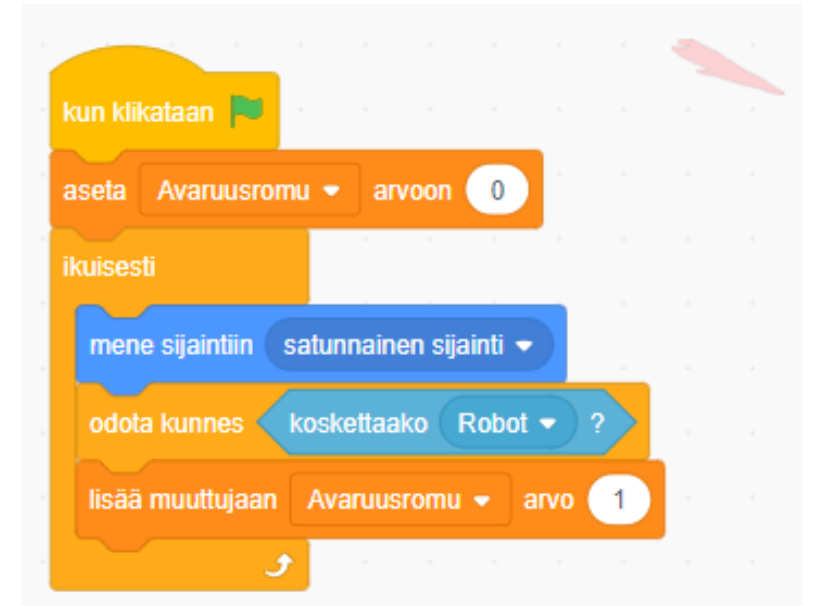 kun klikataan
aseta Avaruusromu arvoon 0
ikuisesti
mene sijaintiin satunnainen sijainti
odota kunnes koskettaako Robot ?
lisää muuttujaan Avaruusromu arvo 1